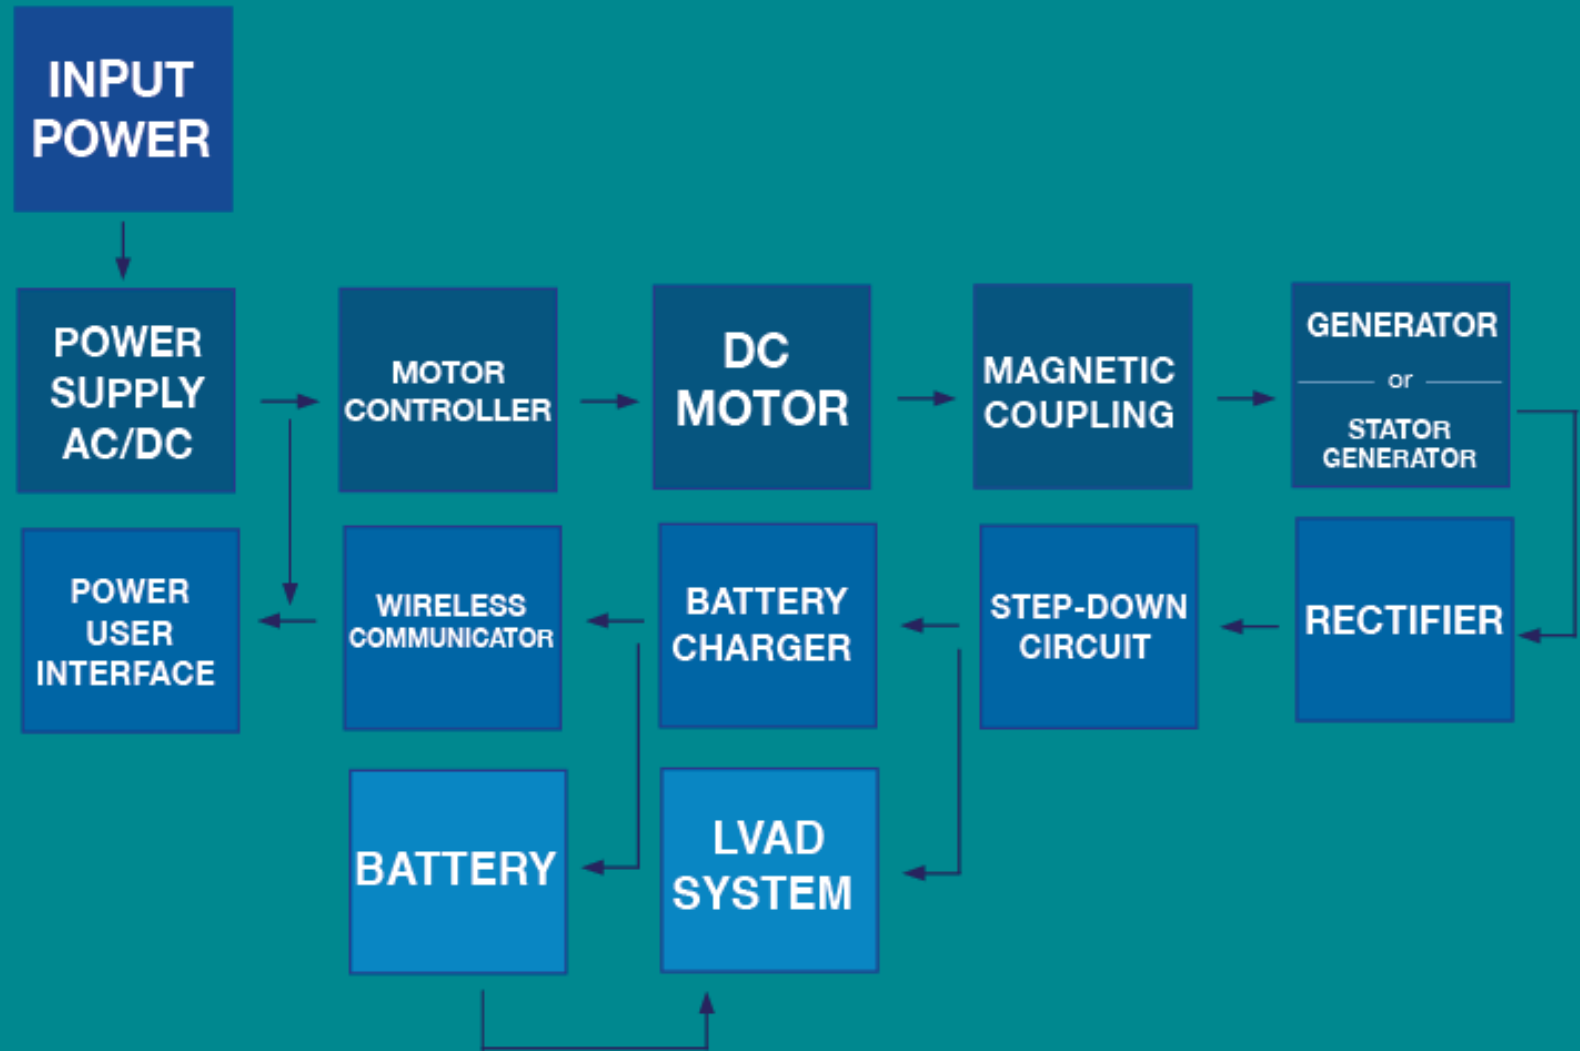 INPUT
POWER
POWER
SUPPLY
AC/DC
MOTOR
CONTROLLER
DC
MOTOR
MAGNETIC
COUPLING
GENERATOR
or
STATOR
GENERATOR
POWER
USER
INTERFACE
WIRELESS
COMMUNICATOR
BATTERY
CHARGER
STEP-DOWN
CIRCUIT
RECTIFIER
BATTERY
LVAD
SYSTEM